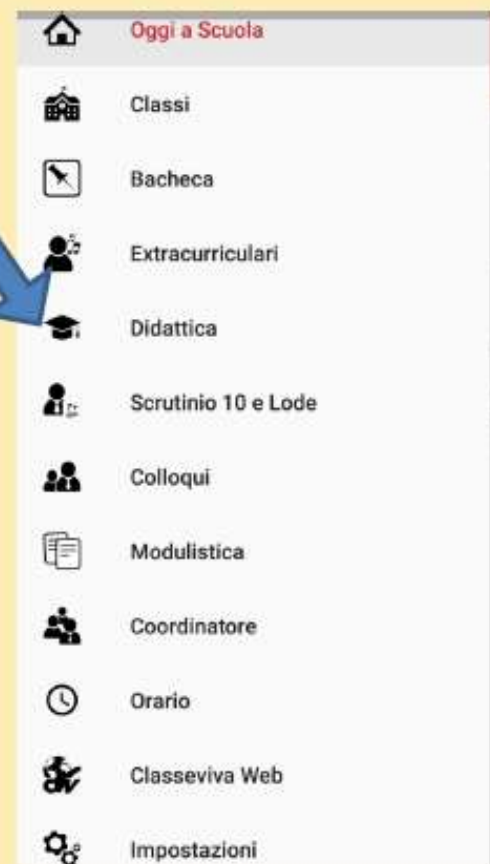 Oggi a Scuola
Classi
Bacheca
Extracurriculari
Didattica
Scrutinio 10 e Lode
Colloqui
Modulistica
Coordinatore
Orario
Classeviva Web
Impostazioni